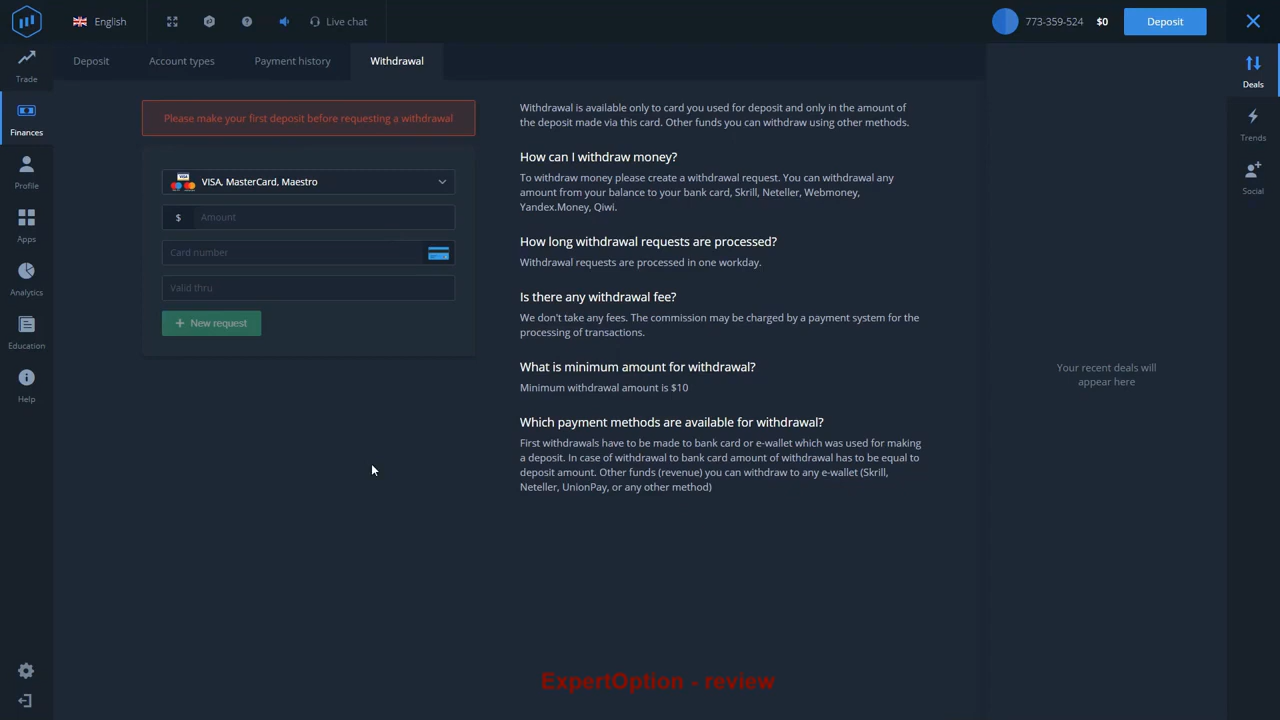 English
Live chat
773-359-524
$0
Deposit
Trade
Finances
Profile
Apps
Analytics
Education
Help
Deposit
Account types
Payment history
Withdrawal
Please make your first deposit before requesting a withdrawal
VISA, MasterCard, Maestro
$ Amount
Card number
Valid thru
+ New request
Withdrawal is available only to card you used for deposit and only in the amount of
the deposit made via this card. Other funds you can withdraw using other methods.
How can I withdraw money?
To withdraw money please create a withdrawal request. You can withdrawal any
amount from your balance to your bank card, Skrill, Neteller, Webmoney,
Yandex.Money, Qiwi.
How long withdrawal requests are processed?
Withdrawal requests are processed in one workday.
Is there any withdrawal fee?
We don't take any fees. The commission may be charged by a payment system for the
processing of transactions.
What is minimum amount for withdrawal?
Minimum withdrawal amount is $10
Which payment methods are available for withdrawal?
First withdrawals have to be made to bank card or e-wallet which was used for making
a deposit. In case of withdrawal to bank card amount of withdrawal has to be equal to
deposit amount. Other funds (revenue) you can withdraw to any e-wallet (Skrill,
Neteller, UnionPay, or any other method)
Your recent deals will
appear here
Deals
Trends
Social
ExpertOption - review